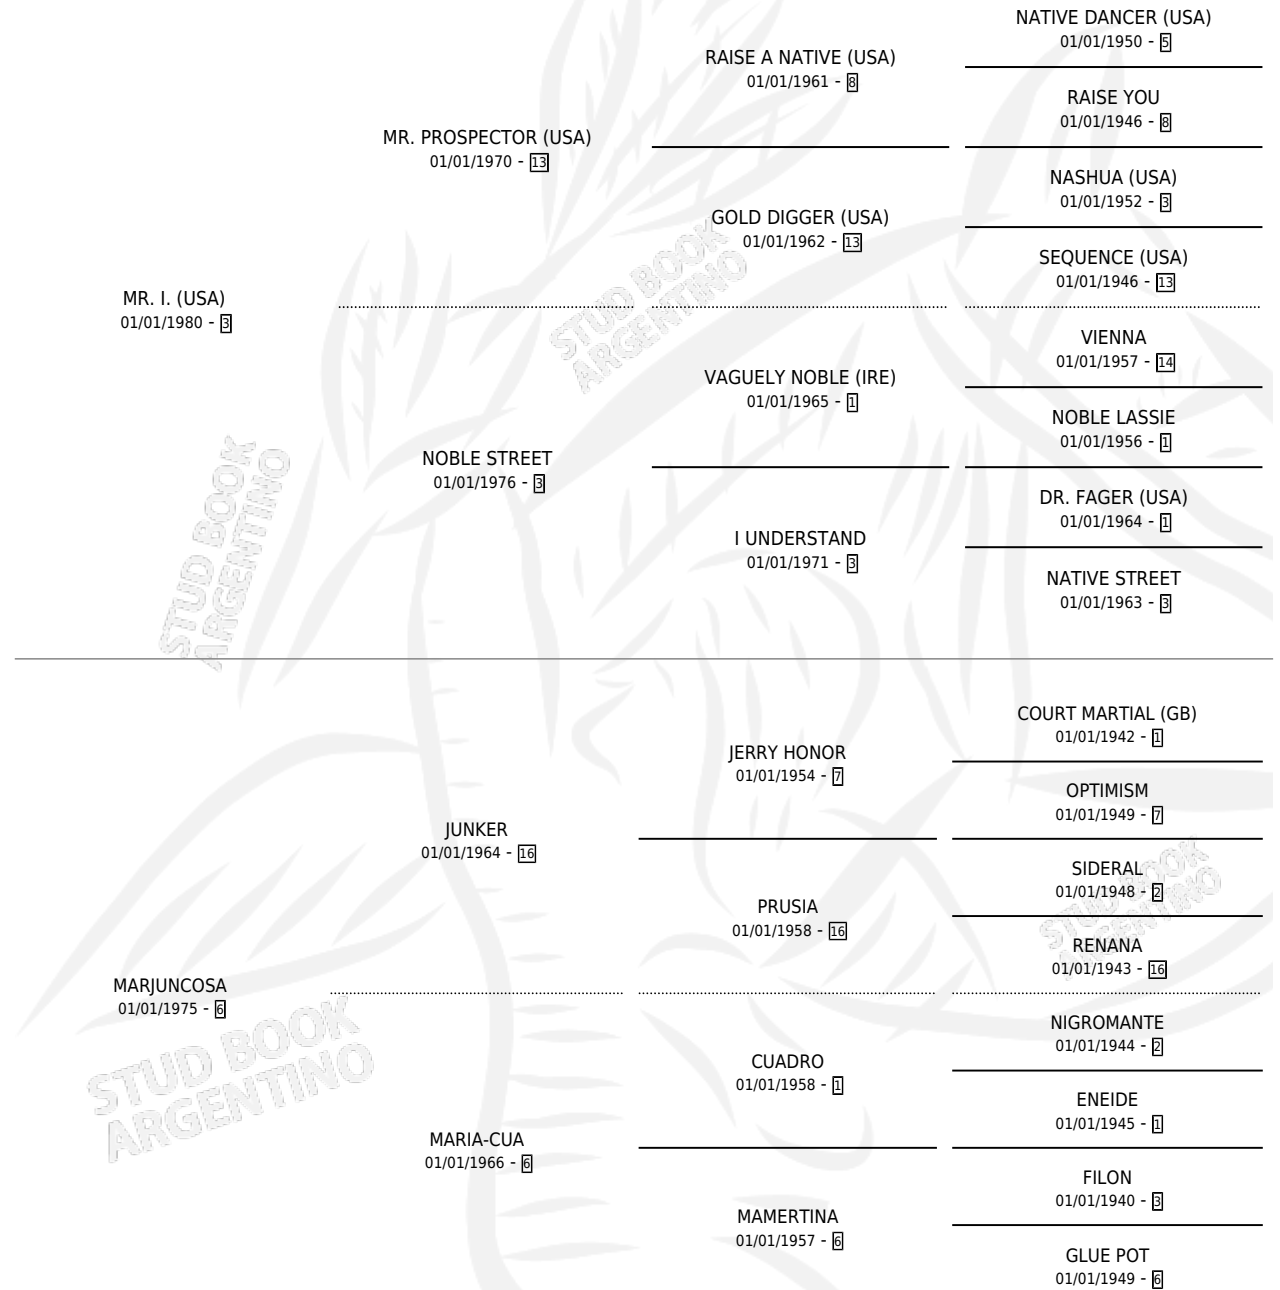 NATIVE DANCER (USA)
01/01/1950 - 5
RAISE A NATIVE (USA)
01/01/1961 - 8
RAISE YOU
01/01/1946 - 8
MR. PROSPECTOR (USA)
01/01/1970 - 13
NASHUA (USA)
01/01/1952 - 3
GOLD DIGGER (USA)
01/01/1962 - 13
SEQUENCE (USA)
01/01/1946 - 13
MR. I. (USA)
01/01/1980 - 3
VIENNA
01/01/1957 - 14
VAGUELY NOBLE (IRE)
01/01/1965 - 1
NOBLE LASSIE
01/01/1956 - 1
NOBLE STREET
01/01/1976 - 3
DR. FAGER (USA)
01/01/1964 - 1
I UNDERSTAND
01/01/1971 - 3
NATIVE STREET
01/01/1963 - 3
COURT MARTIAL (GB)
01/01/1942 - 1
JERRY HONOR
01/01/1954 - 7
OPTIMISM
01/01/1949 - 7
JUNKER
01/01/1964 - 16
SIDERAL
01/01/1948 - 2
PRUSIA
01/01/1958 - 16
RENANA
01/01/1943 - 16
MARJUNCOSA
01/01/1975 - 6
NIGROMANTE
01/01/1944 - 2
CUADRO
01/01/1958 - 1
ENEIDE
01/01/1945 - 1
MARIA-CUA
01/01/1966 - 6
FILON
01/01/1940 - 3
MAMERTINA
01/01/1957 - 6
GLUE POT
01/01/1949 - 6
STUD BOOK
ARGENTINO
STUD BOOK
ARGENTINO
STUD BOOK
ARGENTINO
STUD BOOK
ARGENTINO